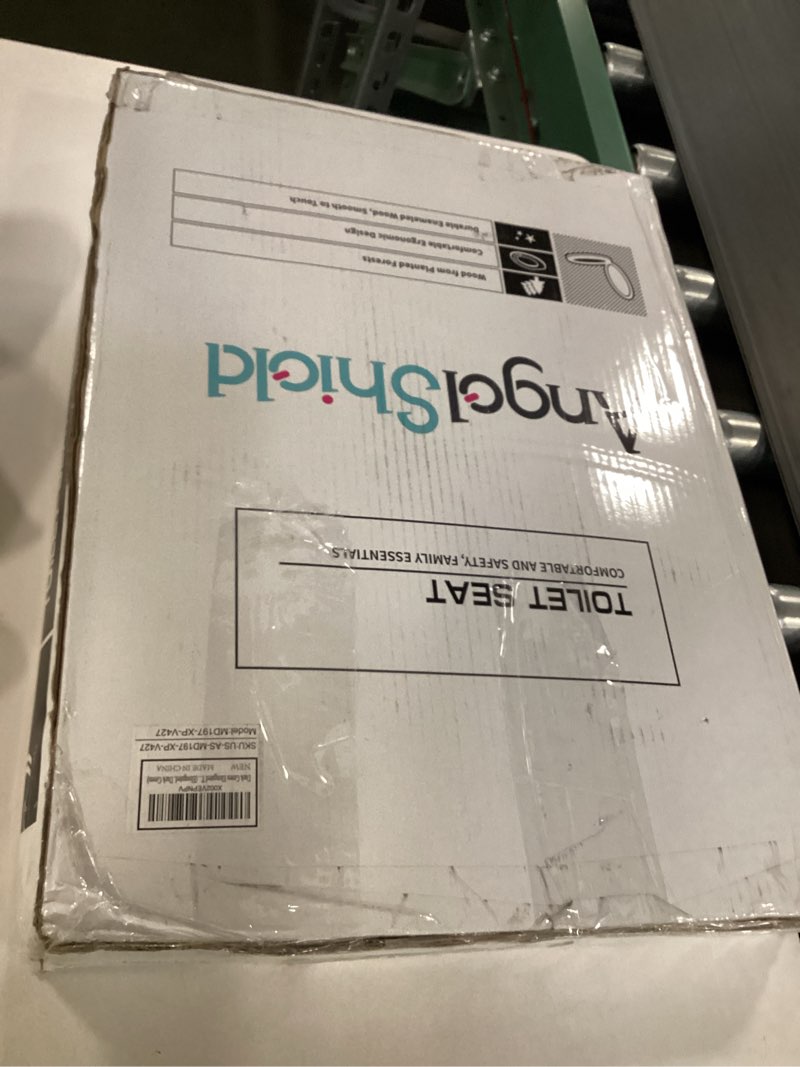 SKU:US-AS-MD197-XP-V427
Model:MD197-XP-V427
X002VEPNPV
NEW MADE IN CHINA
TOILET SEAT
COMFORTABLE AND SAFETY, FAMILY ESSENTIALS
AngelShield
Wood from Planted Forests
Comfortable Ergonomic Design
Durable Enameled Wood, Smooth to Touch